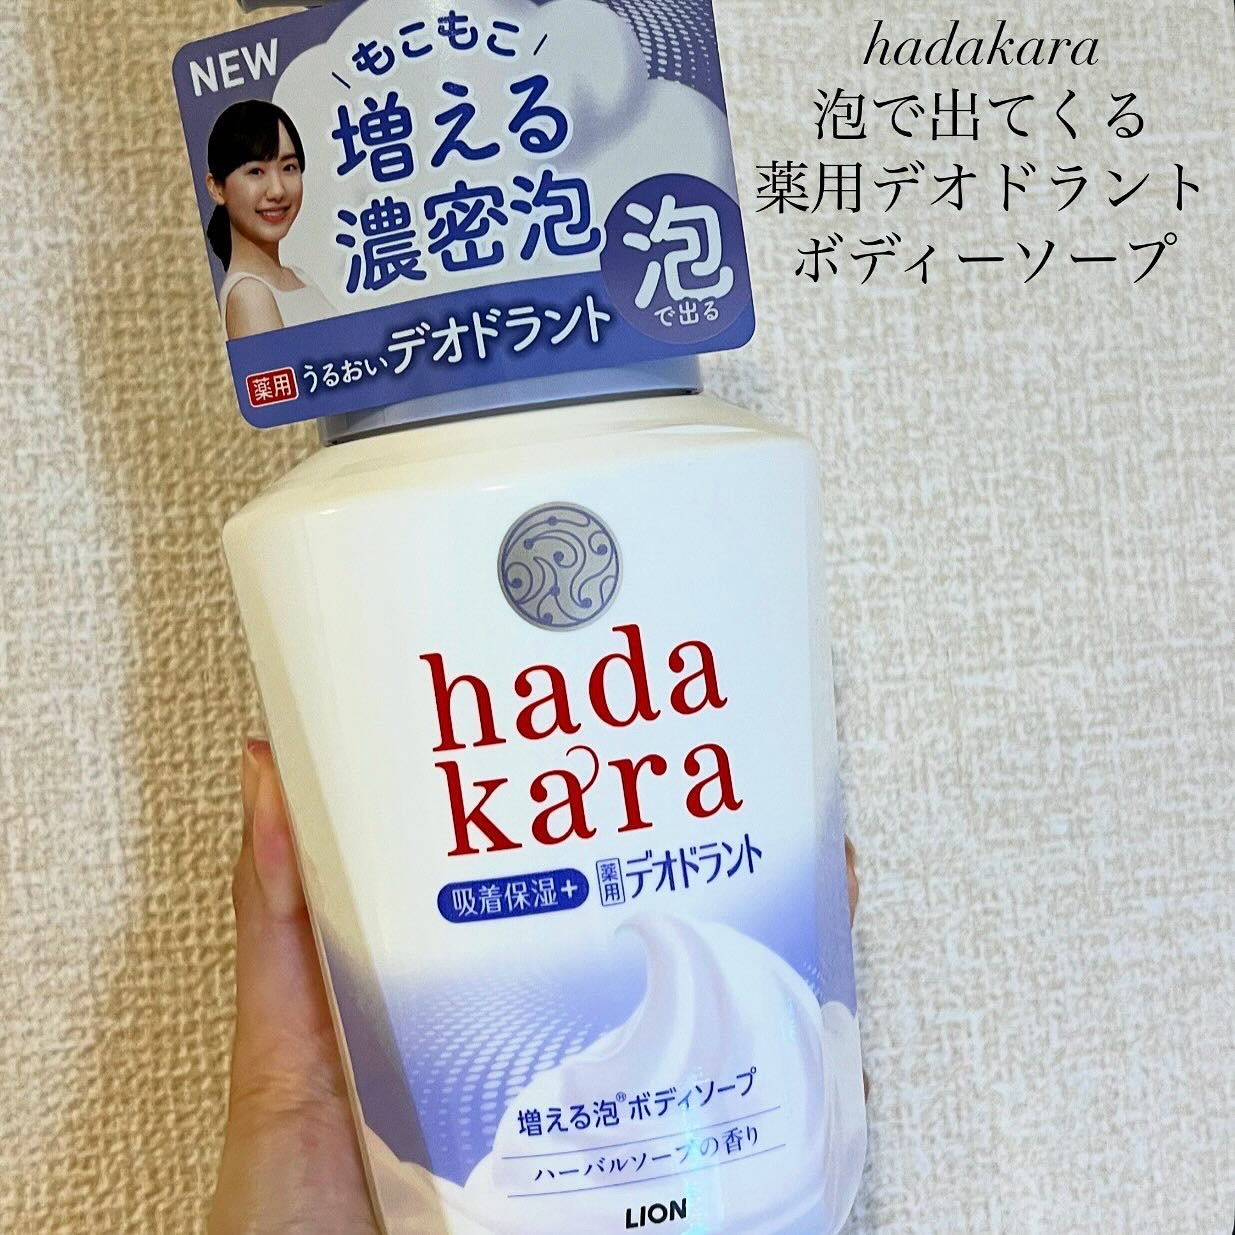 hadakara
泡で出てくる
薬用デオドラント
ボディーソープ
NEW
もこもこ
増える
濃密泡
泡
で出る
薬用 うるおいデオドラント
hada
kara
吸着保湿+ 薬用 デオドラント
増える泡®ボディソープ
ハーバルソープの香り
LION